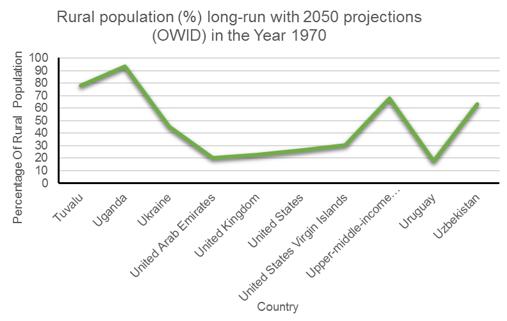 Rural population (%) long-run with 2050 projections
(OWID) in the Year 1970
Percentage Of Rural Population
100
90
80
70
60
50
40
30
20
10
0
Tuvalu
Uganda
Ukraine
United Arab Emirates
United Kingdom
United States
United States Virgin Islands
Upper-middle-income...
Uruguay
Uzbekistan
Country